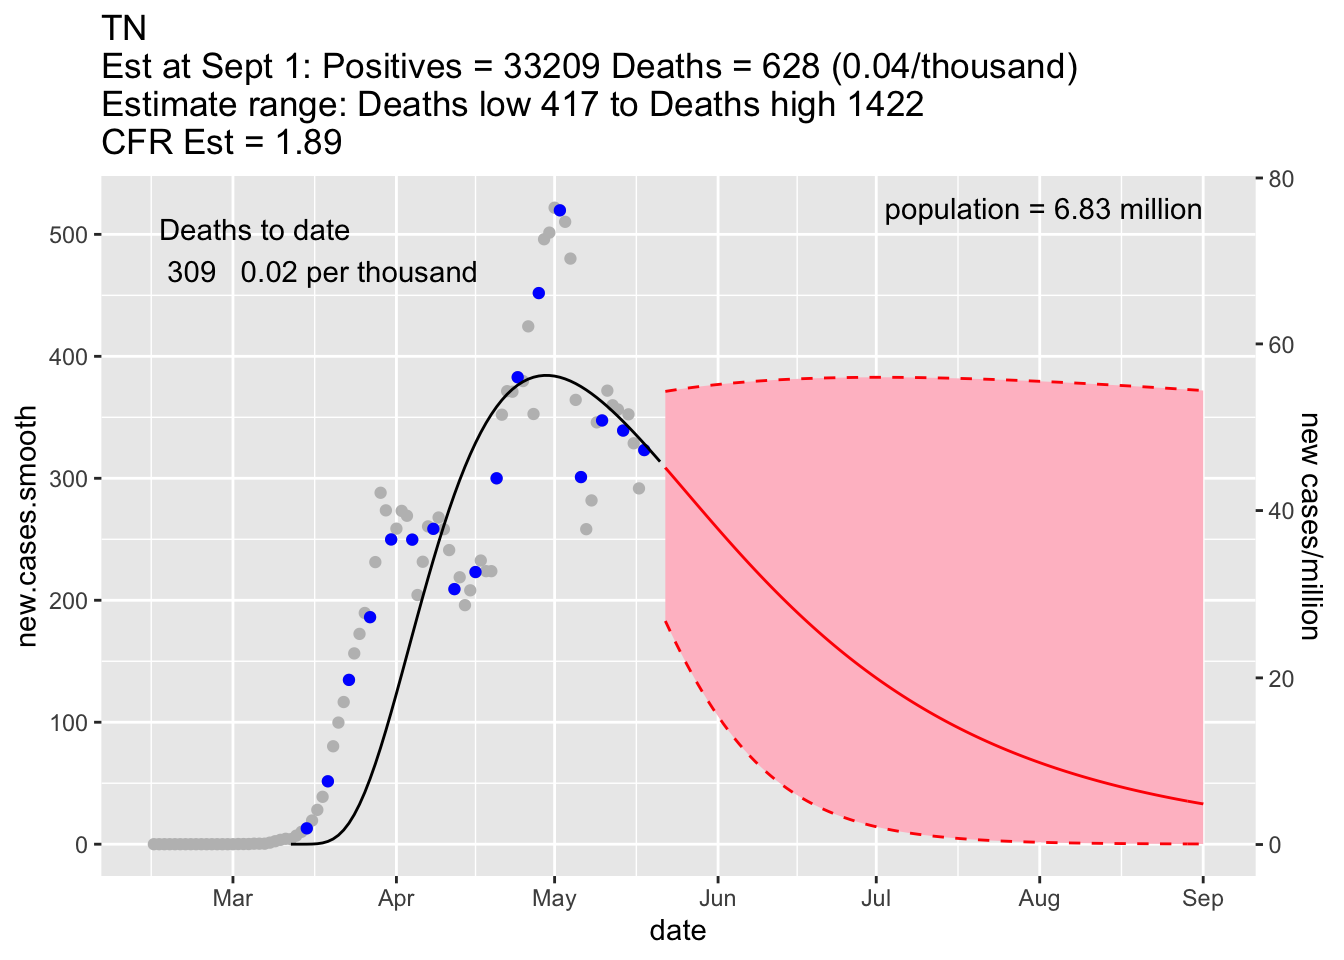 TN
Est at Sept 1: Positives = 33209 Deaths = 628 (0.04/thousand)
Estimate range: Deaths low 417 to Deaths high 1422
CFR Est = 1.89
Deaths to date
309 0.02 per thousand
population = 6.83 million
new.cases.smooth
500
400
300
200
100
0
80
60
40
20
0
new cases/million
Mar Apr May Jun Jul Aug Sep
date